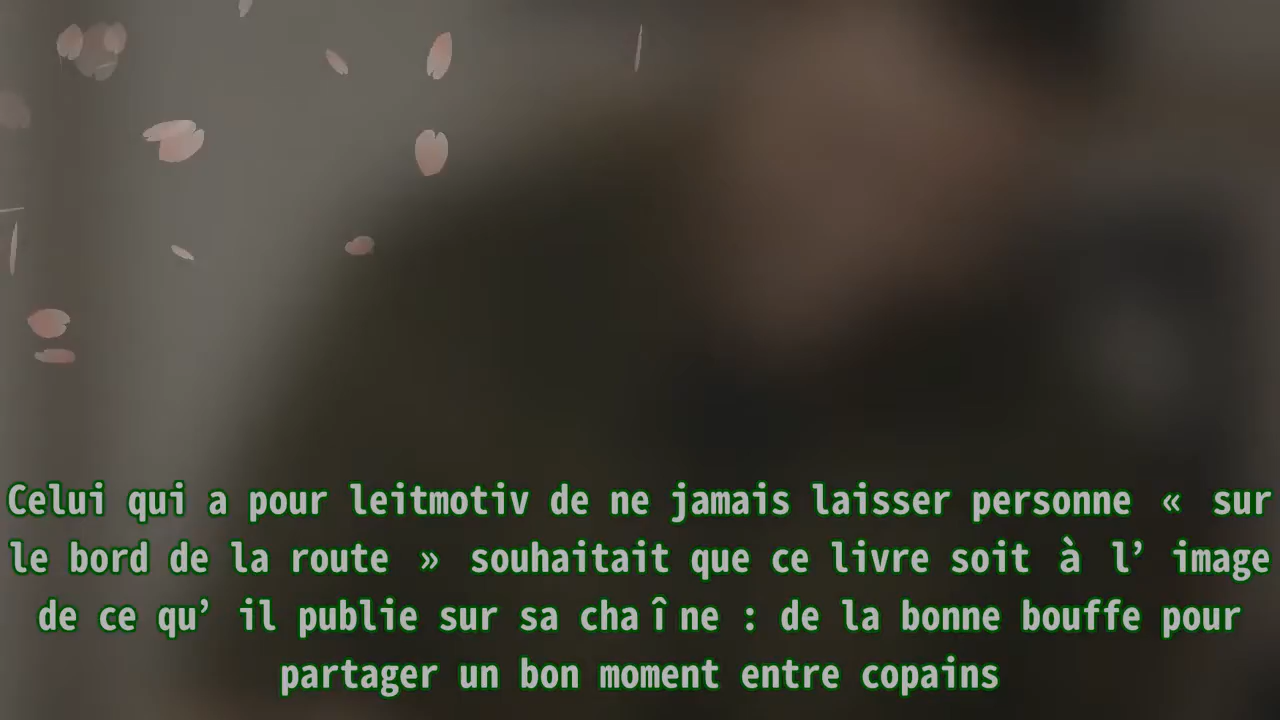 Celui qui a pour leitmotiv de ne jamais laisser personne « sur
le bord de la route » souhaitait que ce livre soit à l’ image
de ce qu’ il publie sur sa chaîne : de la bonne bouffe pour
partager un bon moment entre copains